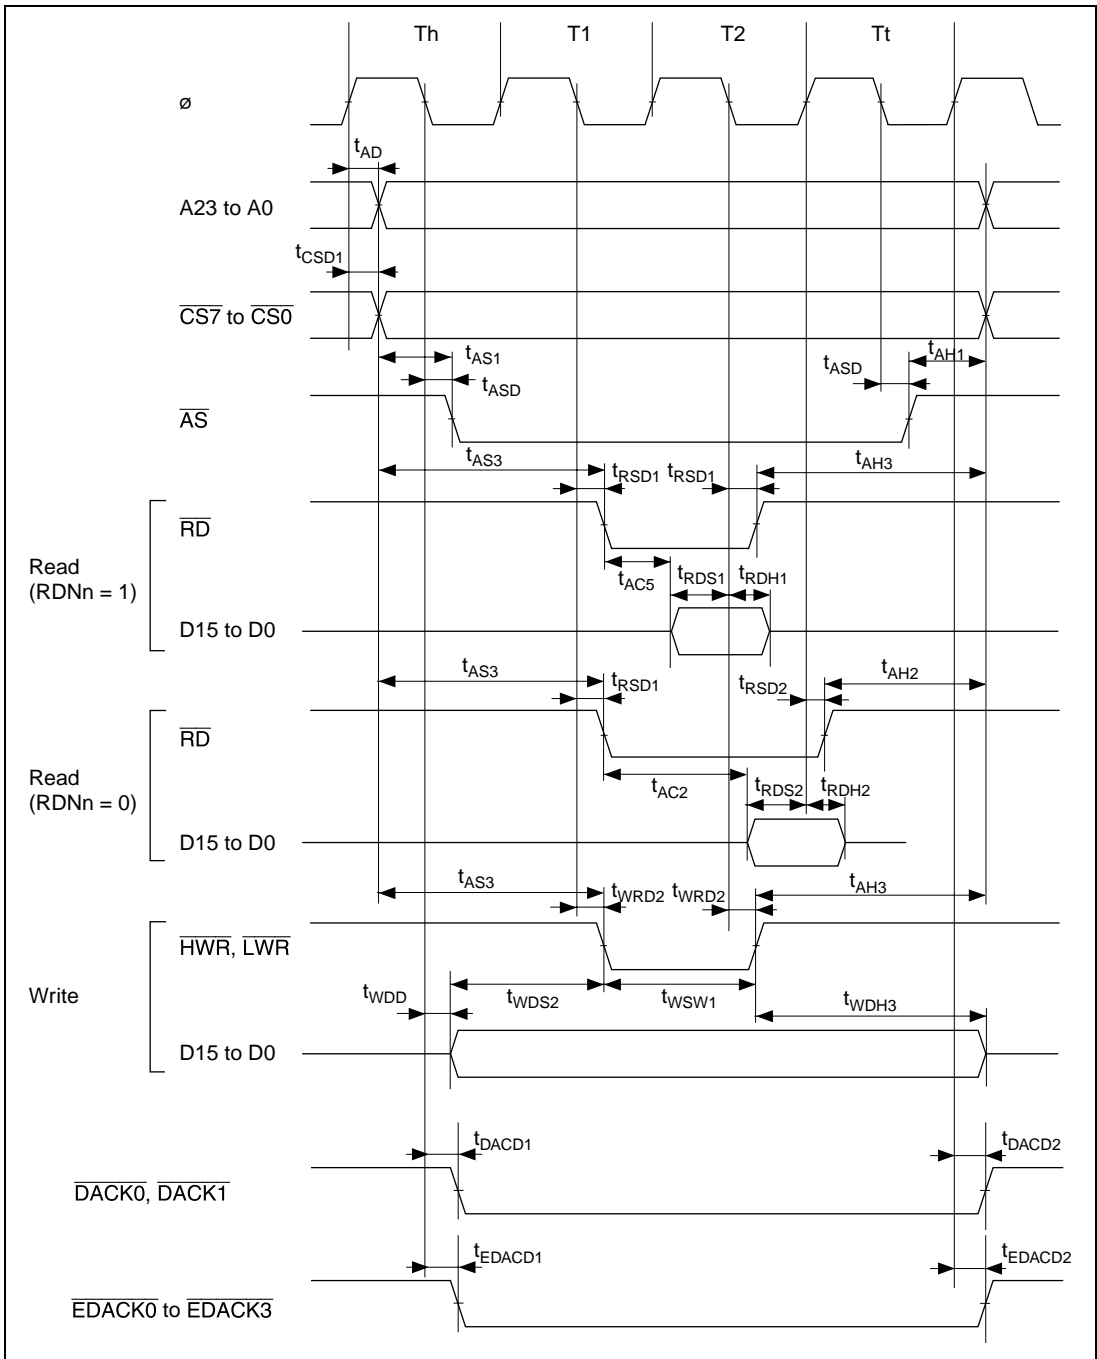 Th T1 T2 Tt
ø
tAD
A23 to A0
tCSD1
CS7 to CS0
tAS1 tASD tASD tAH1
AS
tAS3 tRSD1 tRSD1 tAH3
RD
Read
(RDNn = 1)
tAC5 tRDS1 tRDH1
D15 to D0
tAS3 tRSD1 tRSD2 tAH2
RD
Read
(RDNn = 0)
tAC2 tRDS2 tRDH2
D15 to D0
tAS3 tWRD2 tWRD2 tAH3
HWR, LWR
Write
tWDD tWDS2 tWSW1 tWDH3
D15 to D0
tDACD1 tDACD2
DACK0, DACK1
tEDACD1 tEDACD2
EDACK0 to EDACK3